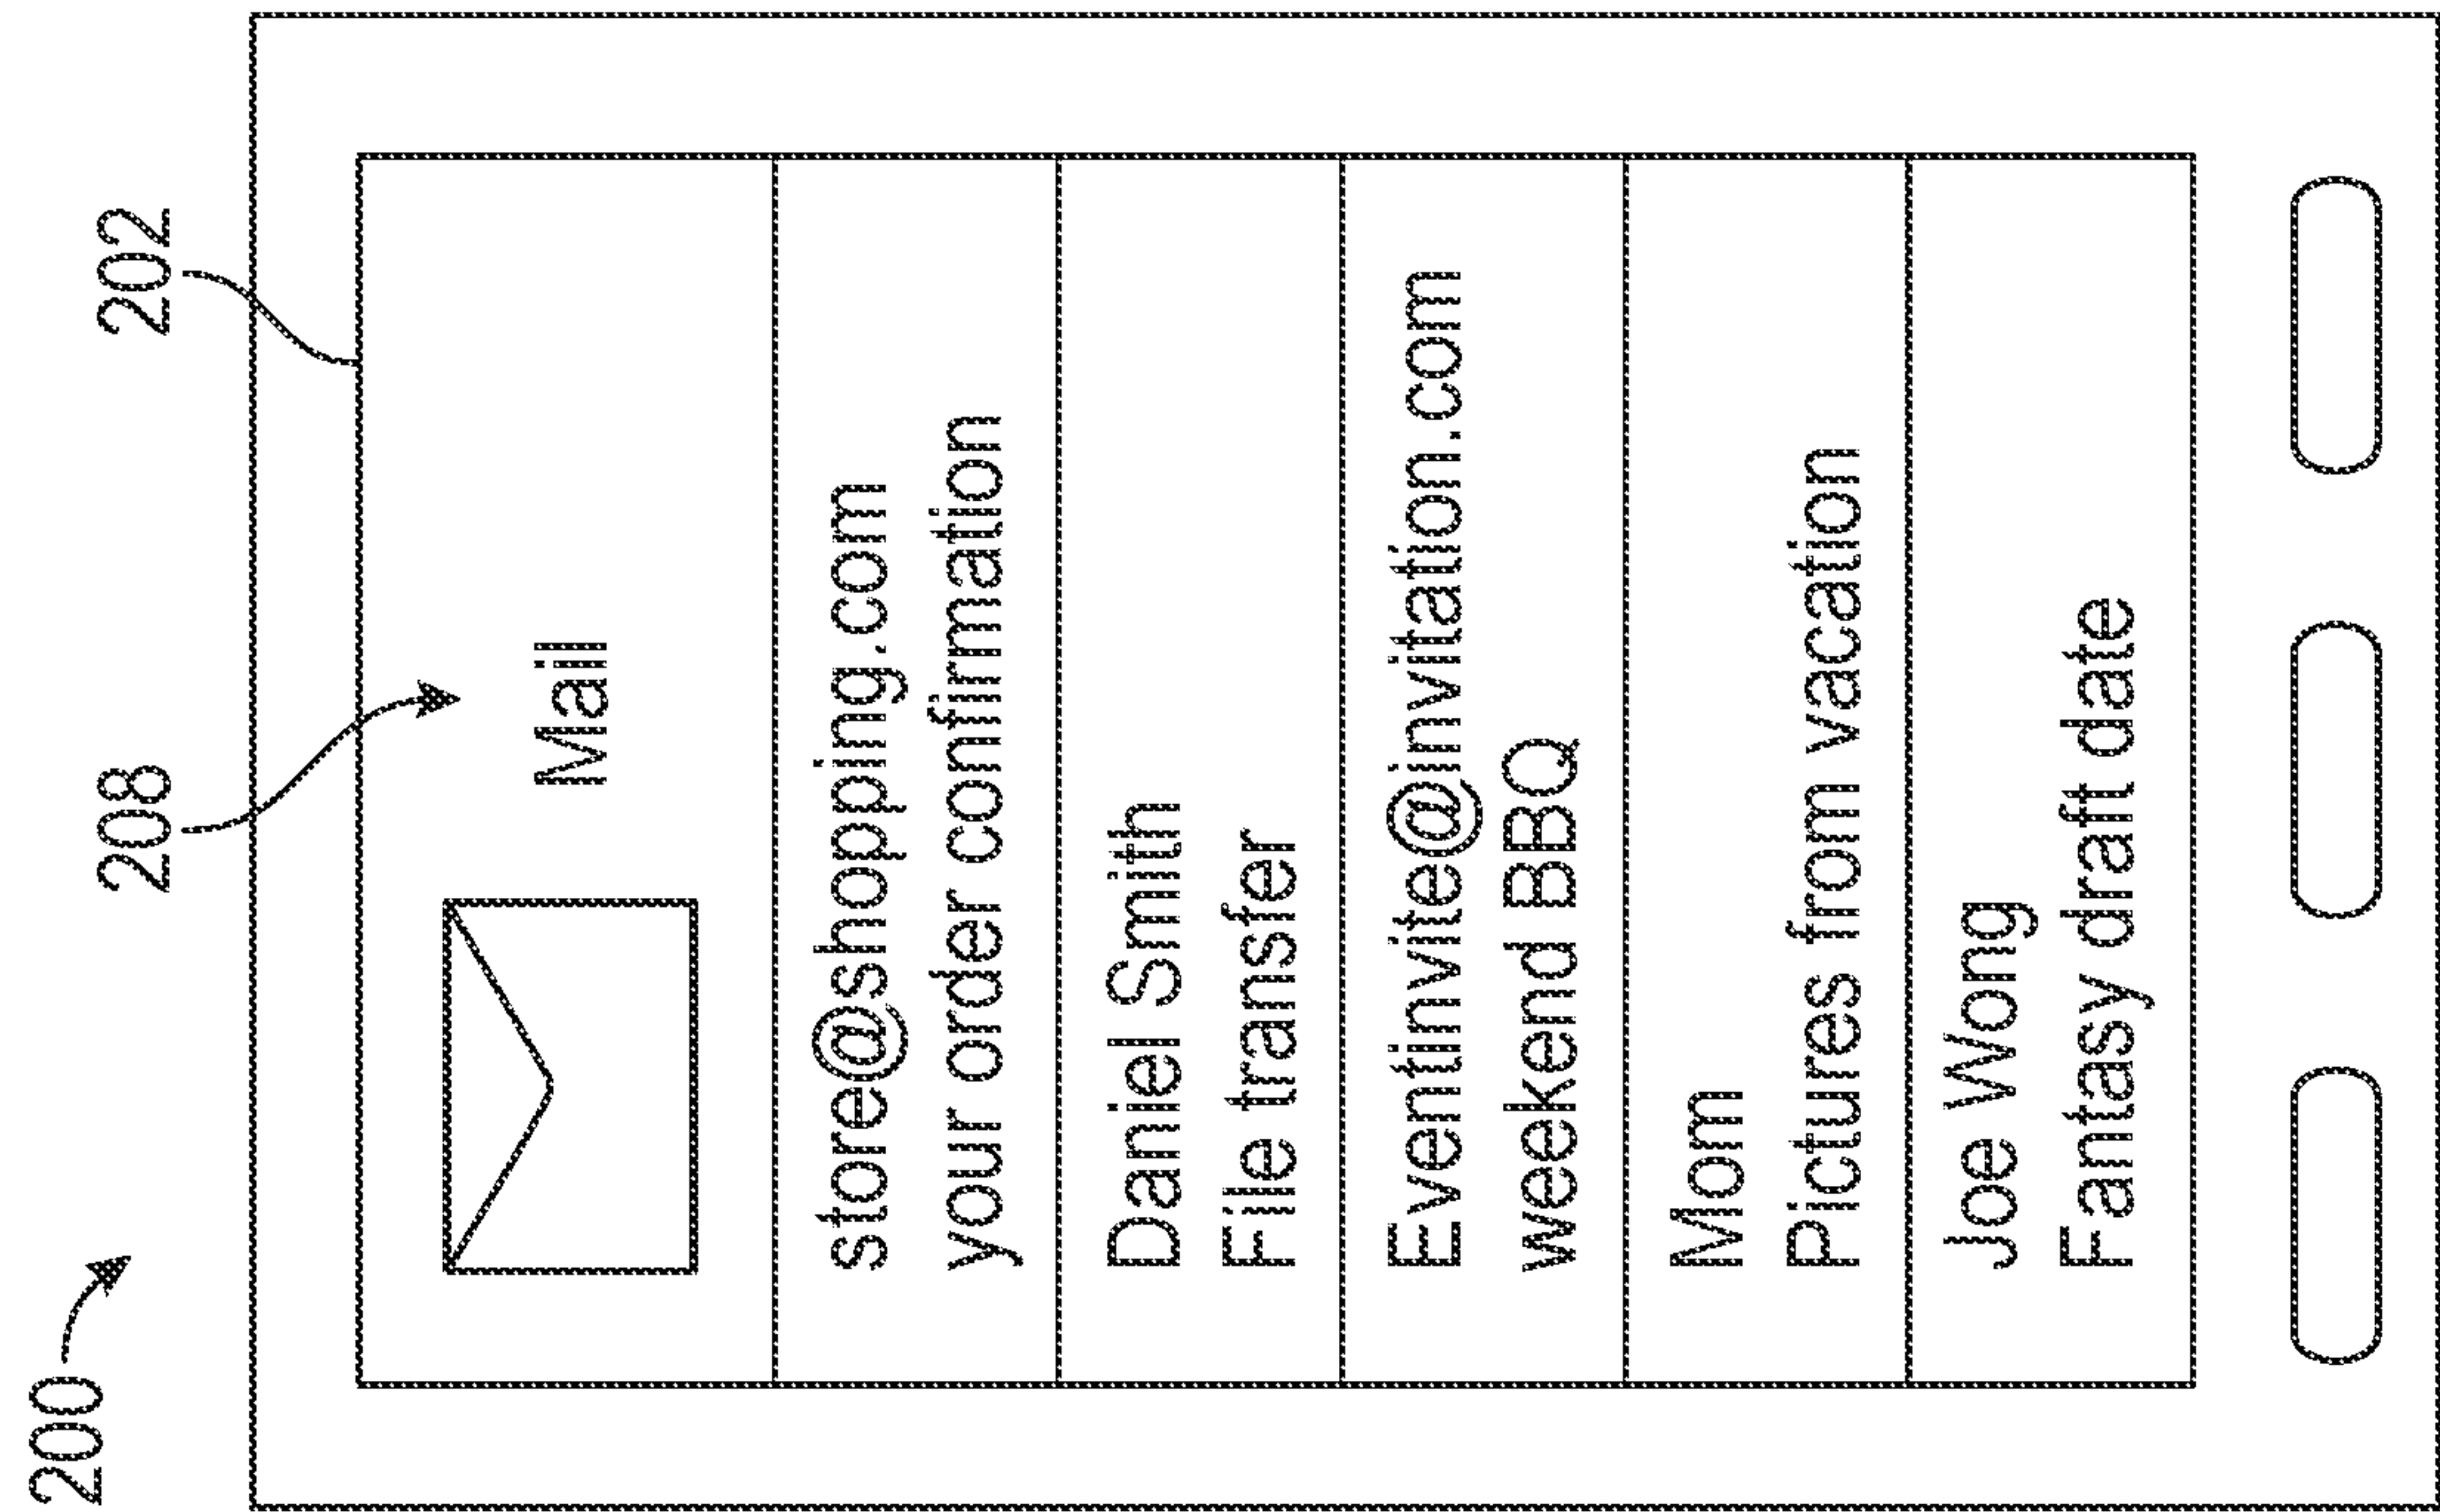 200
208
202
Mail
store@shopping.com
your order confirmation
Daniel Smith
File transfer
Eventinvite@invitation.com
weekend BBQ
Mom
Pictures from vacation
Joe Wong
Fantasy draft date